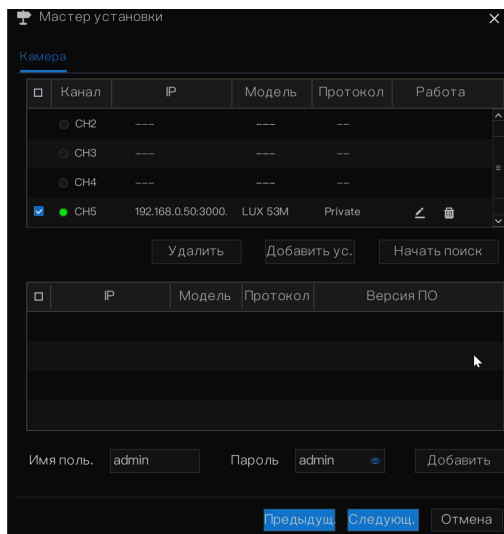 Мастер установки
Камера
Канал IP Модель Протокол Работа
CH2 --- --- --
CH3 --- --- --
CH4 --- --- --
CH5 192.168.0.50:3000. LUX 53M Private
Удалить Добавить ус. Начать поиск
IP Модель Протокол Версия ПО
Имя поль. admin Пароль admin Добавить
Предыдущ. Следующ. Отмена